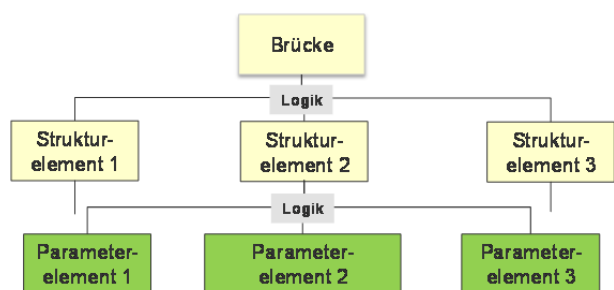 Brücke
Logik
Struktur-
element 1
Struktur-
element 2
Struktur-
element 3
Logik
Parameter-
element 1
Parameter-
element 2
Parameter-
element 3